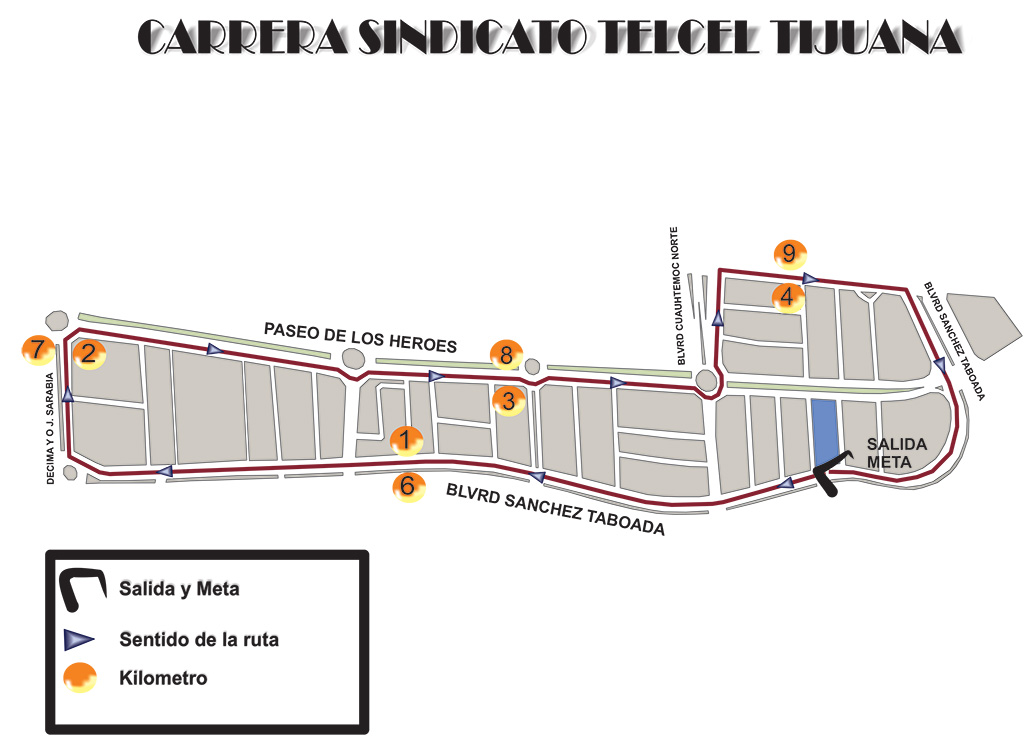 CARRERA SINDICATO TELCEL TIJUANA
BLVRD CUAUHTEMOC NORTE
9
4
BLVRD SANCHEZ TABOADA
PASEO DE LOS HEROES
7
2
8
3
DECIMA Y O J. SARABIA
1
6
BLVRD SANCHEZ TABOADA
SALIDA
META
Salida y Meta
Sentido de la ruta
Kilometro